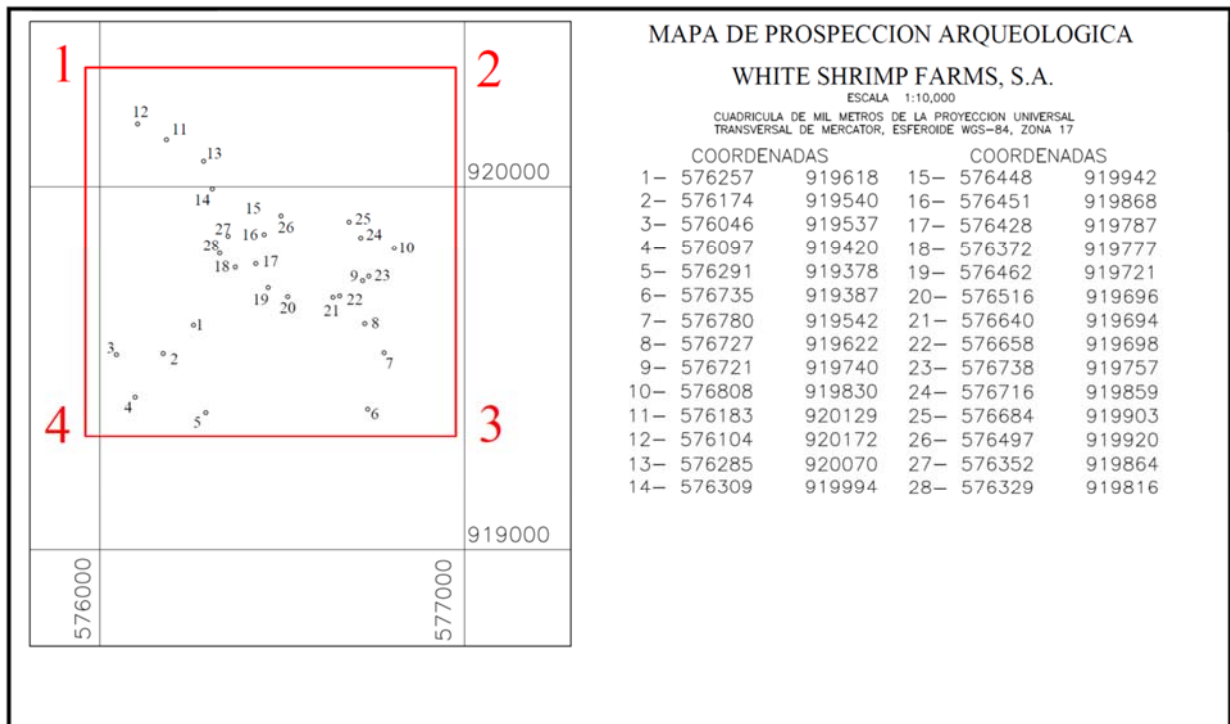 MAPA DE PROSPECCION ARQUEOLOGICA
WHITE SHRIMP FARMS, S.A.
ESCALA 1:10,000
CUADRICULA DE MIL METROS DE LA PROYECCION UNIVERSAL
TRANSVERSAL DE MERCATOR, ESFEROIDE WGS-84, ZONA 17
COORDENADAS COORDENADAS
1- 576257 919618 15- 576448 919942
2- 576174 919540 16- 576451 919868
3- 576046 919537 17- 576428 919787
4- 576097 919420 18- 576372 919777
5- 576291 919378 19- 576462 919721
6- 576735 919387 20- 576516 919696
7- 576780 919542 21- 576640 919694
8- 576727 919622 22- 576658 919698
9- 576721 919740 23- 576738 919757
10- 576808 919830 24- 576716 919859
11- 576183 920129 25- 576684 919903
12- 576104 920172 26- 576497 919920
13- 576285 920070 27- 576352 919864
14- 576309 919994 28- 576329 919816
1 2
12
11
13
920000
14 15
25
27 16 26 24
28 10
18 17
9 23
19 20 21 22
1 8
3 2 7
4
5 6
4 3
919000
576000 577000